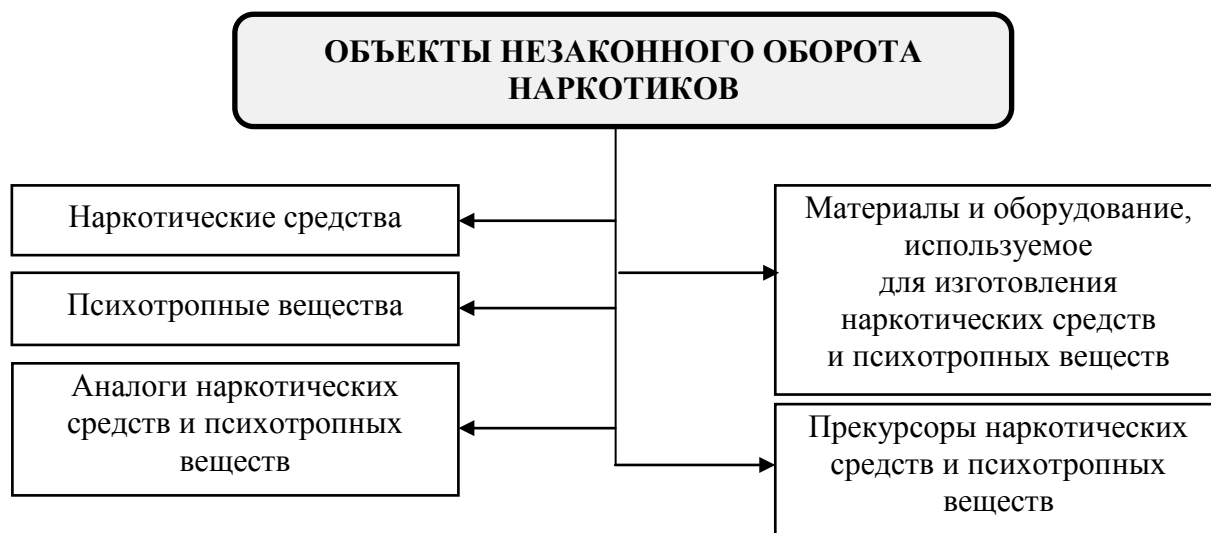 ОБЪЕКТЫ НЕЗАКОННОГО ОБОРОТА
НАРКОТИКОВ
Наркотические средства
Психотропные вещества
Аналоги наркотических
средств и психотропных
веществ
Материалы и оборудование,
используемое
для изготовления
наркотических средств
и психотропных веществ
Прекурсоры наркотических
средств и психотропных
веществ